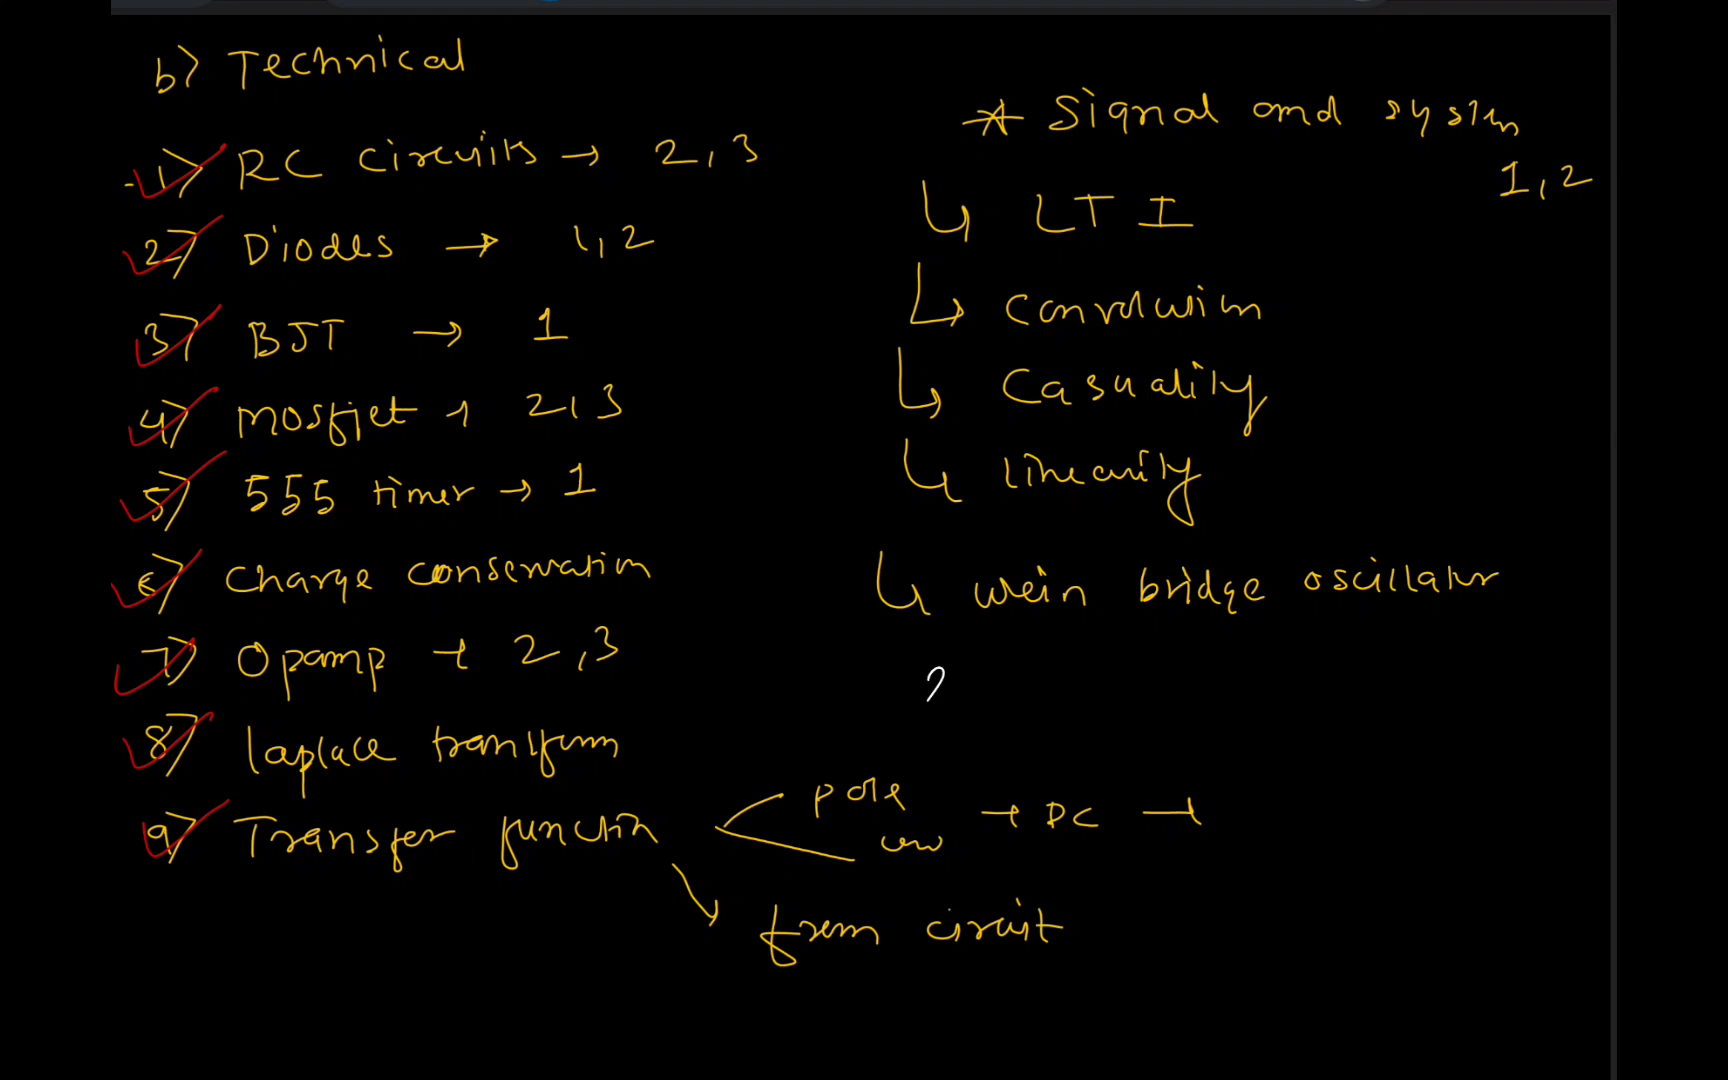 b) Technical
1) RC circuits → 2, 3
2) Diodes → 1, 2
3) BJT → 1
4) mosfjet → 2, 3
5) 555 timer → 1
6) Charge conservation
7) Opamp → 2, 3
8) laplace transform
9) Transfer function
pole
→ DC →
from circuit
* Signal and system
1, 2
↳ LTI
↳ Convolution
↳ Casuality
↳ linearity
↳ wein bridge oscillator
2